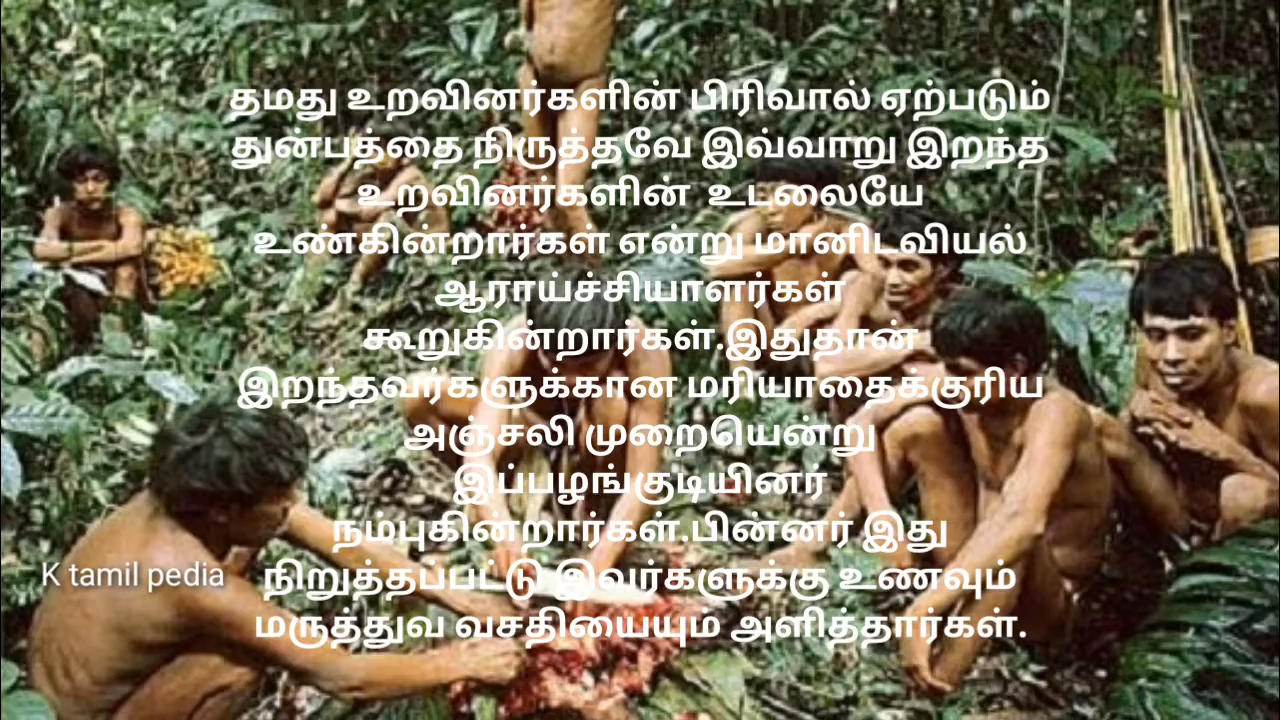 தமது உறவினர்களின் பிரிவால் ஏற்படும்
துன்பத்தை நிருத்தவே இவ்வாறு இறந்த
உறவினர்களின் உடலையே
உண்கின்றார்கள் என்று மானிடவியல்
ஆராய்ச்சியாளர்கள்
கூறுகின்றார்கள்.இதுதான்
இறந்தவர்களுக்கான மரியாதைக்குரிய
அஞ்சலி முறையென்று
இப்பழங்குடியினர்
நம்புகின்றார்கள்.பின்னர் இது
நிறுத்தப்பட்டு இவர்களுக்கு உணவும்
மருத்துவ வசதியையும் அளித்தார்கள்.
K tamil pedia